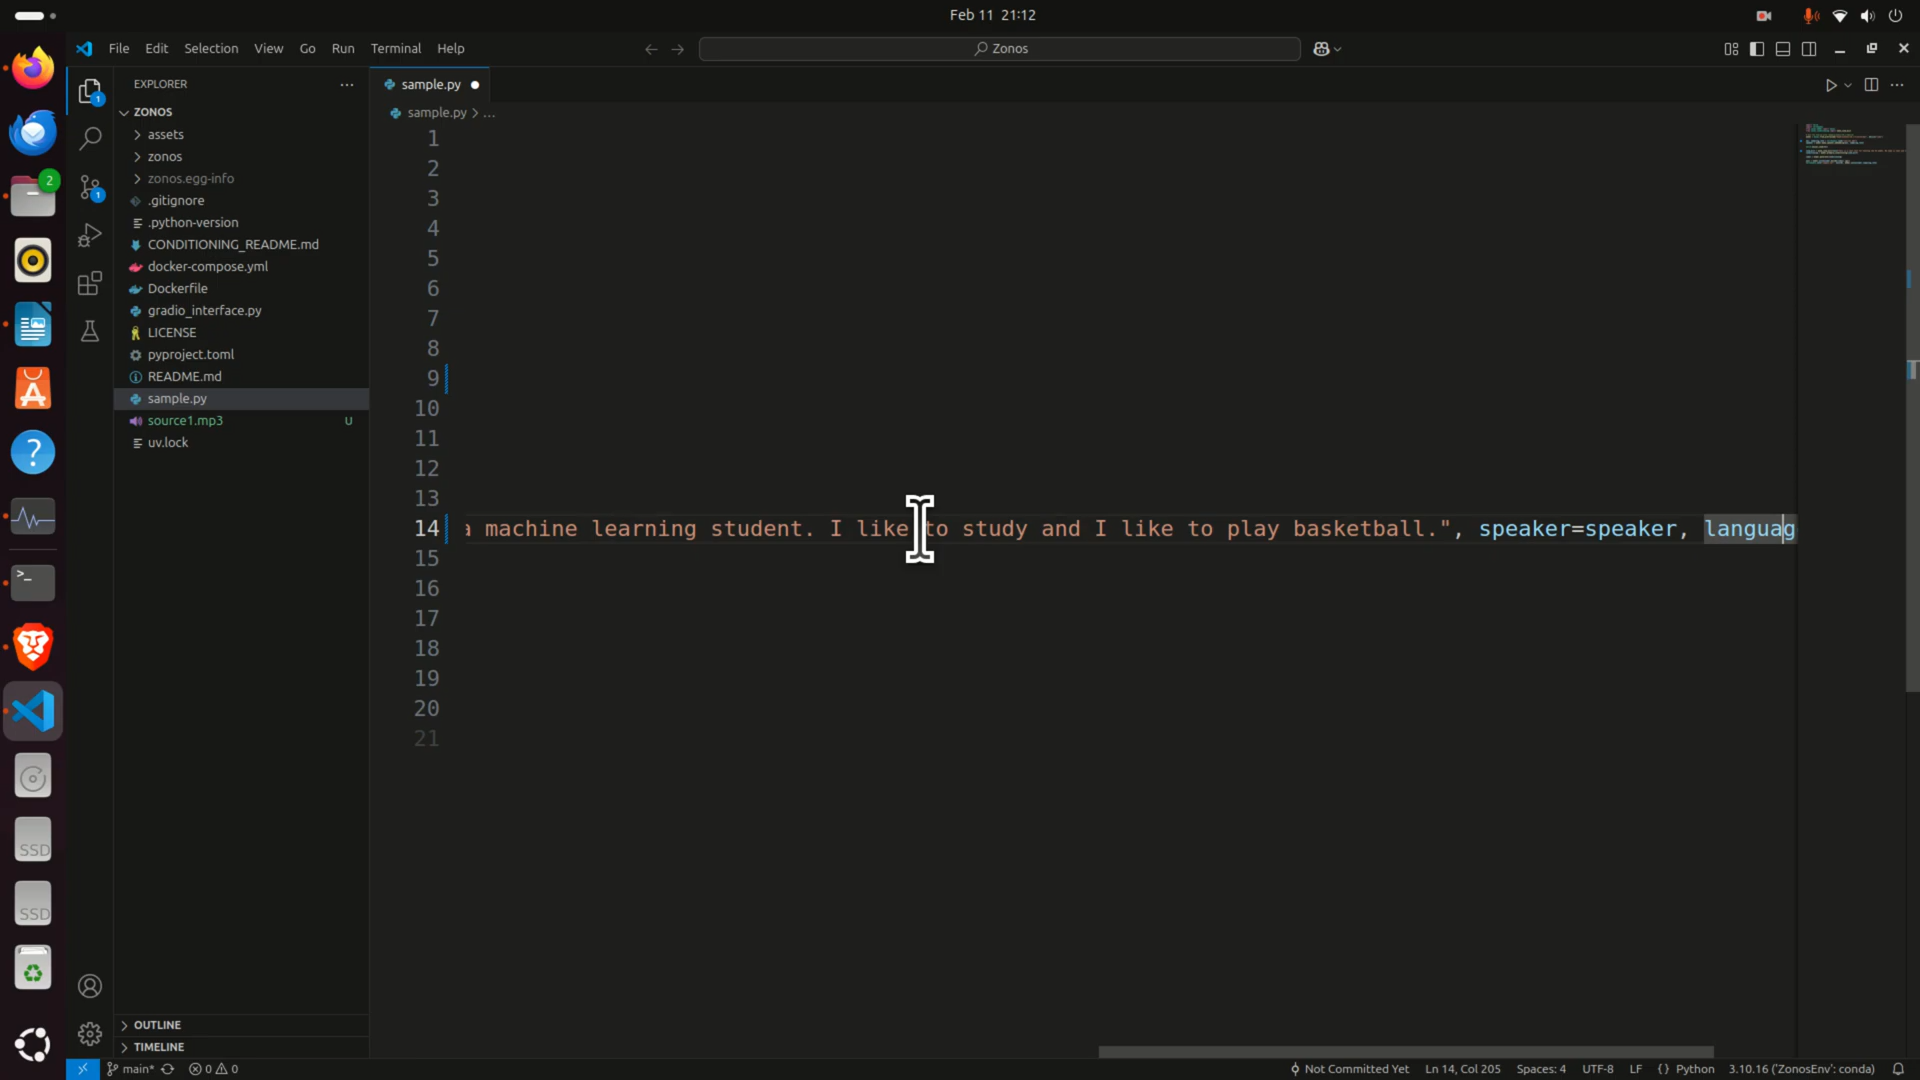 Feb 11 21:12
File Edit Selection View Go Run Terminal Help
Zonos
EXPLORER
sample.py
sample.py > ...
ZONOS
assets
zonos
zonos.egg-info
.gitignore
.python-version
CONDITIONING_README.md
docker-compose.yml
Dockerfile
gradio_interface.py
LICENSE
pyproject.toml
README.md
sample.py
source1.mp3 U
uv.lock
1
2
3
4
5
6
7
8
9
10
11
12
13
14 a machine learning student. I like to study and I like to play basketball.", speaker=speaker, languag
15
16
17
18
19
20
21
2
1
1
SSD
SSD
OUTLINE
TIMELINE
main* 0 0 Not Committed Yet Ln 14, Col 205 Spaces: 4 UTF-8 LF {} Python 3.10.16 ('ZonosEnv': conda)